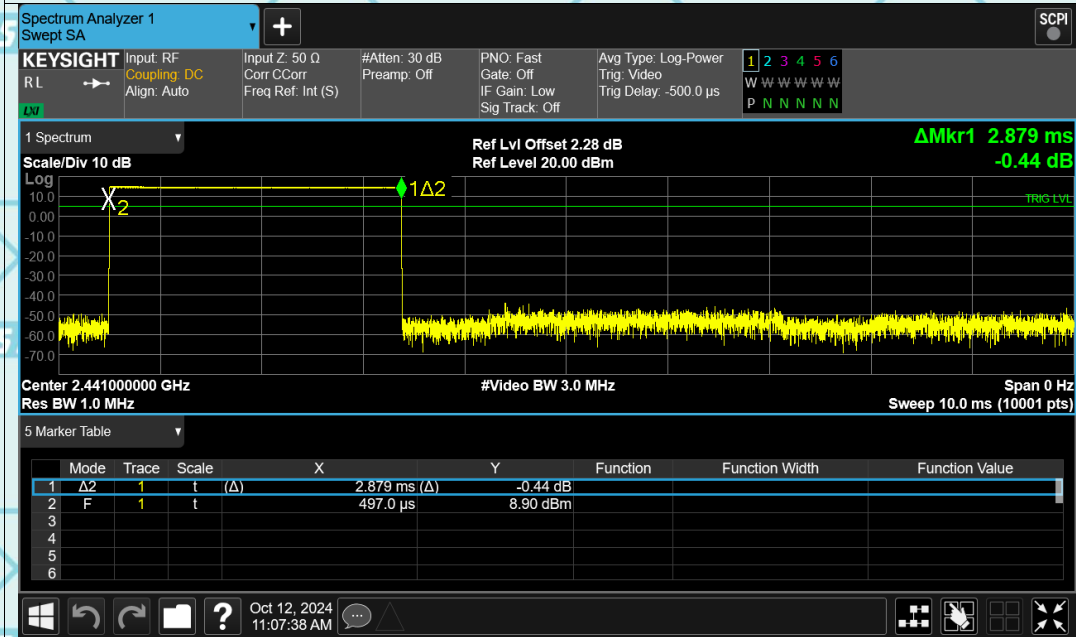 Spectrum Analyzer 1
Swept SA
+
SCPI
KEYSIGHT
R L
LXI
Input: RF
Coupling: DC
Align: Auto
Input Z: 50 Ω
Corr CCorr
Freq Ref: Int (S)
#Atten: 30 dB
Preamp: Off
PNO: Fast
Gate: Off
IF Gain: Low
Sig Track: Off
Avg Type: Log-Power
Trig: Video
Trig Delay: -500.0 µs
1 2 3 4 5 6
W W W W W W
P N N N N N
1 Spectrum
Scale/Div 10 dB
Ref Lvl Offset 2.28 dB
Ref Level 20.00 dBm
ΔMkr1 2.879 ms
-0.44 dB
Log
10.0
0.00
-10.0
-20.0
-30.0
-40.0
-50.0
-60.0
-70.0
X2
1Δ2
TRIG LVL
Center 2.441000000 GHz
#Video BW 3.0 MHz
Span 0 Hz
Res BW 1.0 MHz
Sweep 10.0 ms (10001 pts)
5 Marker Table
Mode Trace Scale X Y Function Function Width Function Value
1 Δ2 1 t (Δ) 2.879 ms (Δ) -0.44 dB
2 F 1 t 497.0 µs 8.90 dBm
3
4
5
6
?
Oct 12, 2024
11:07:38 AM